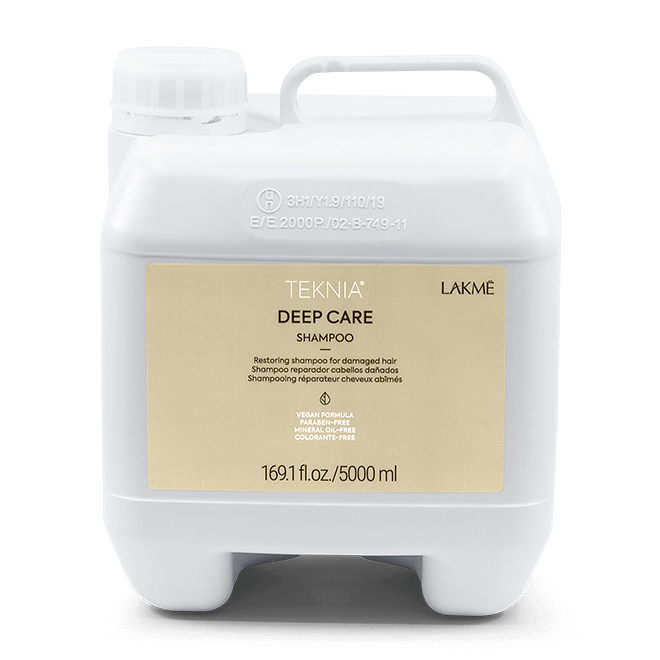 3H1/Y1.9/110/19
E/E.2000P./02-B-749-11
TEKNIA®
LAKMĒ
DEEP CARE
SHAMPOO
Restoring shampoo for damaged hair
Shampoo reparador cabellos dañados
Shampooing réparateur cheveux abîmés
VEGAN FORMULA
PARABEN-FREE
MINERAL OIL-FREE
COLORANTS-FREE
169.1 fl.oz./5000 ml